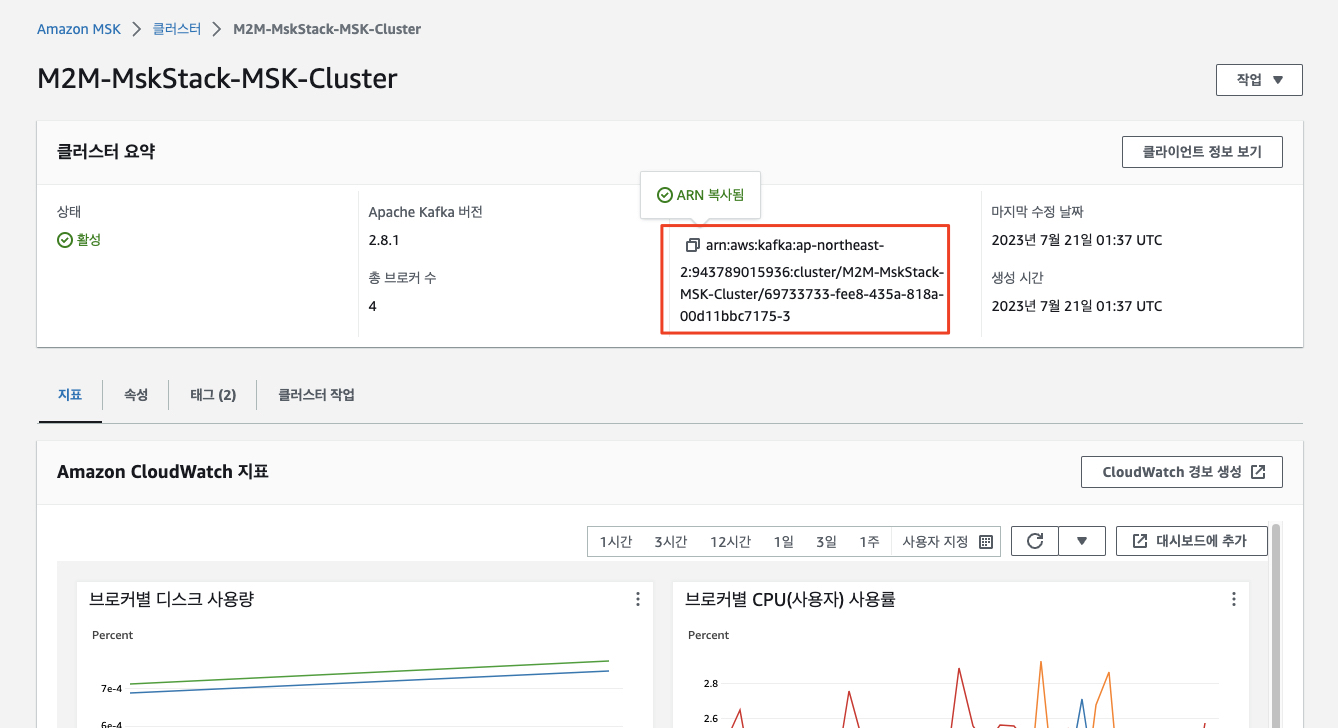 Amazon MSK > 클러스터 > M2M-MskStack-MSK-Cluster
M2M-MskStack-MSK-Cluster
작업
클러스터 요약
클라이언트 정보 보기
상태
활성
Apache Kafka 버전
2.8.1
총 브로커 수
4
ARN 복사됨
arn:aws:kafka:ap-northeast-
2:943789015936:cluster/M2M-MskStack-
MSK-Cluster/69733733-fee8-435a-818a-
00d11bbc7175-3
마지막 수정 날짜
2023년 7월 21일 01:37 UTC
생성 시간
2023년 7월 21일 01:37 UTC
지표
속성
태그 (2)
클러스터 작업
Amazon CloudWatch 지표
CloudWatch 경보 생성
1시간 3시간 12시간 1일 3일 1주 사용자 지정
대시보드에 추가
브로커별 디스크 사용량
Percent
7e-4
6e-4
브로커별 CPU(사용자) 사용률
Percent
2.8
2.6